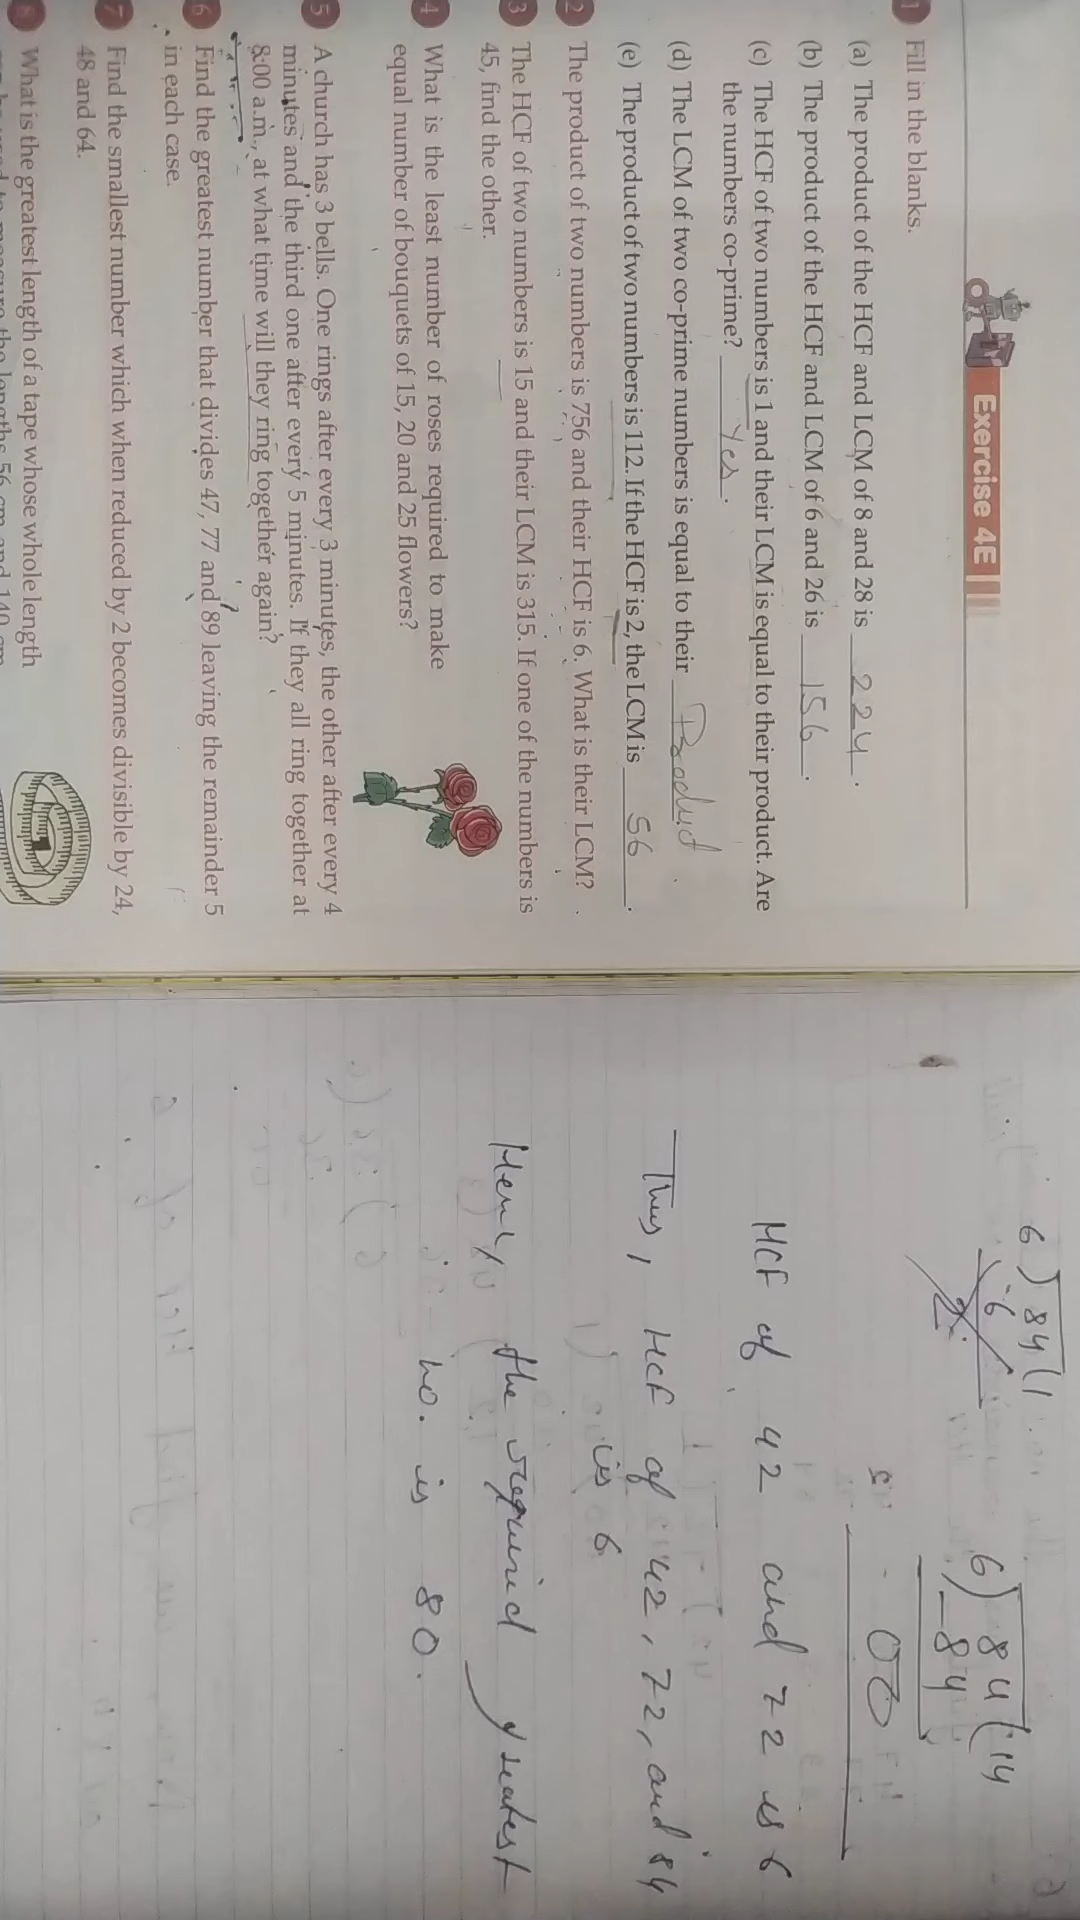 Exercise 4E
1 Fill in the blanks.
(a) The product of the HCF and LCM of 8 and 28 is 224.
(b) The product of the HCF and LCM of 6 and 26 is 156.
(c) The HCF of two numbers is 1 and their LCM is equal to their product. Are
the numbers co-prime? Yes.
(d) The LCM of two co-prime numbers is equal to their Product.
(e) The product of two numbers is 112. If the HCF is 2, the LCM is 56.
2 The product of two numbers is 756 and their HCF is 6. What is their LCM?
3 The HCF of two numbers is 15 and their LCM is 315. If one of the numbers is
45, find the other.
4 What is the least number of roses required to make
equal number of bouquets of 15, 20 and 25 flowers?
5 A church has 3 bells. One rings after every 3 minutes, the other after every 4
minutes and the third one after every 5 minutes. If they all ring together at
8:00 a.m., at what time will they ring together again?
6 Find the greatest number that divides 47, 77 and 89 leaving the remainder 5
in each case.
7 Find the smallest number which when reduced by 2 becomes divisible by 24,
48 and 64.
8 What is the greatest length of a tape whose whole length
6)84(1
-6
6)84(14
-84
00
HCF of 42 and 72 is 6
Thus, HCF of 42, 72, and 84
is 6
the required greatest
no. is 80.